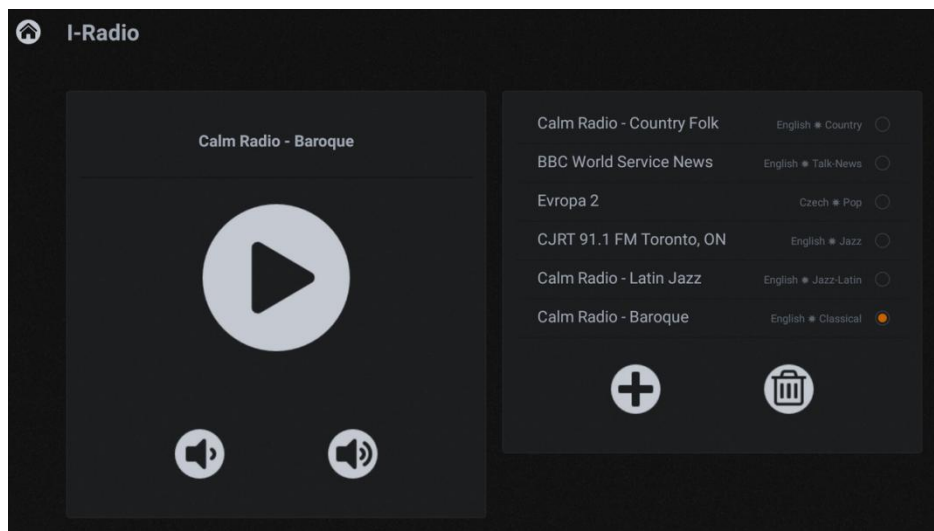 I-Radio
Calm Radio - Baroque
Calm Radio - Country Folk English ✹ Country
BBC World Service News English ✹ Talk-News
Evropa 2 Czech ✹ Pop
CJRT 91.1 FM Toronto, ON English ✹ Jazz
Calm Radio - Latin Jazz English ✹ Jazz-Latin
Calm Radio - Baroque English ✹ Classical